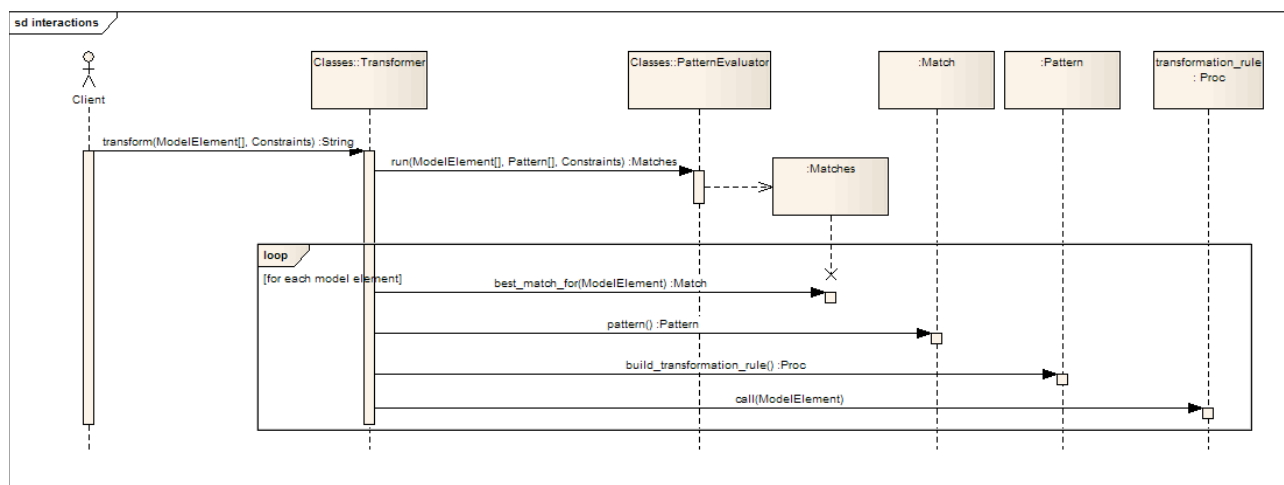 sd interactions
Client
Classes::Transformer
Classes::PatternEvaluator
:Match
:Pattern
transformation_rule
: Proc
transform(ModelElement[], Constraints) :String
run(ModelElement[], Pattern[], Constraints) :Matches
:Matches
loop
[for each model element]
best_match_for(ModelElement) :Match
pattern() :Pattern
build_transformation_rule() :Proc
call(ModelElement)